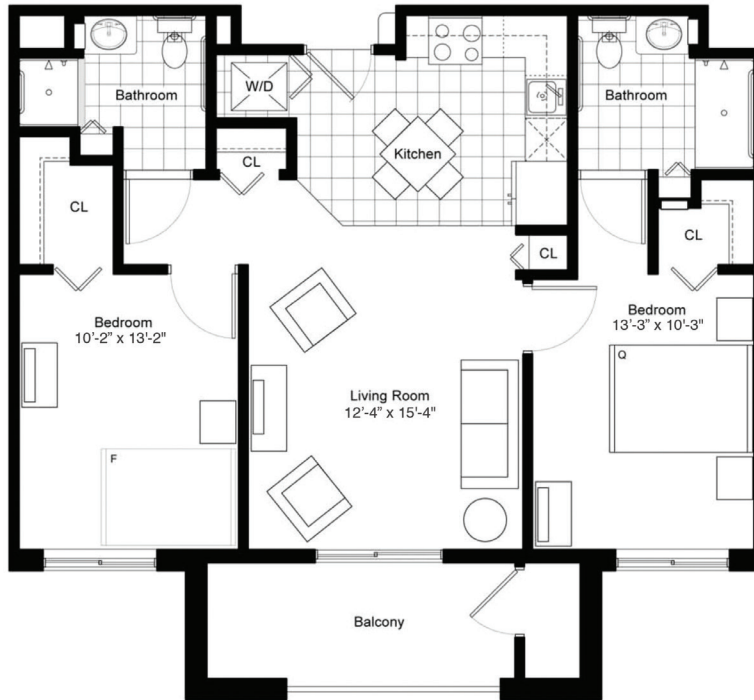 Bathroom
W/D
Bathroom
CL
Kitchen
CL
CL
CL
Bedroom
10'-2" x 13'-2"
Bedroom
13'-3" x 10'-3"
Q
Living Room
12'-4" x 15'-4"
F
Balcony